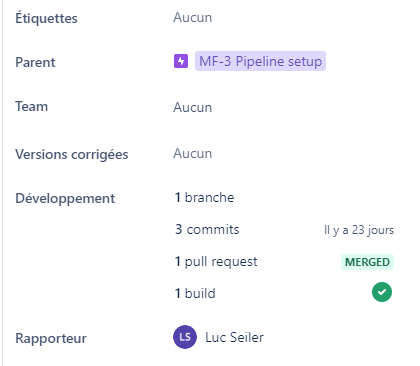 Étiquettes Aucun
Parent MF-3 Pipeline setup
Team Aucun
Versions corrigées Aucun
Développement 1 branche
3 commits Il y a 23 jours
1 pull request MERGED
1 build
Rapporteur LS Luc Seiler